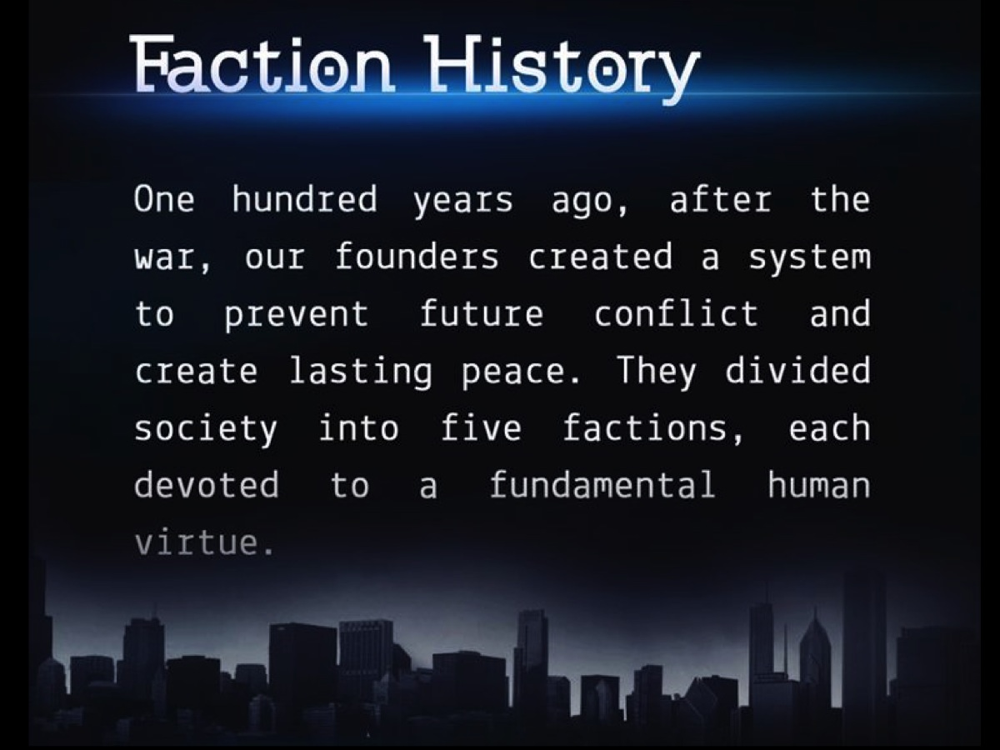 Faction History
One hundred years ago, after the
war, our founders created a system
to prevent future conflict and
create lasting peace. They divided
society into five factions, each
devoted to a fundamental human
virtue.